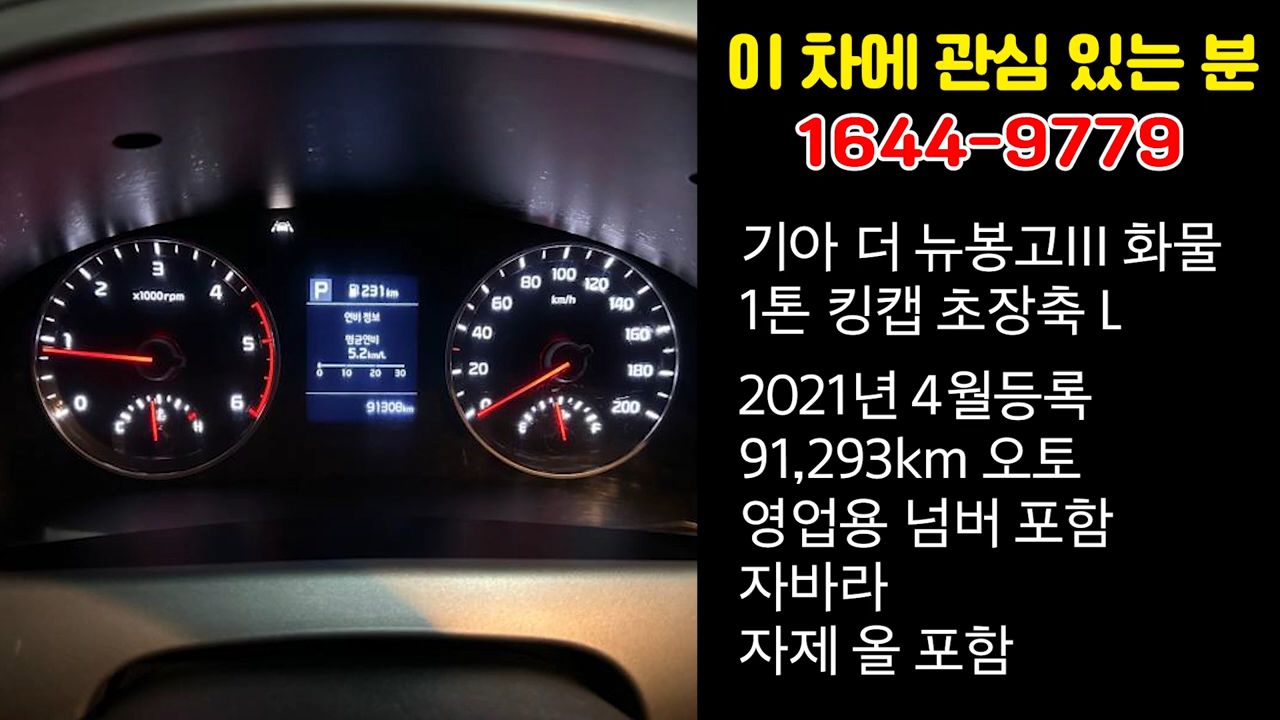 이 차에 관심 있는 분
1644-9779
기아 더 뉴봉고III 화물
1톤 킹캡 초장축 L
2021년 4월등록
91,293km 오토
영업용 넘버 포함
자바라
자제 올 포함
0 1 2 3 4 5 6
x1000rpm
C H
P 231km
연비 정보
평균연비
5.2km/L
0 10 20 30
91308km
0 20 40 60 80 100 120 140 160 180 200
km/h